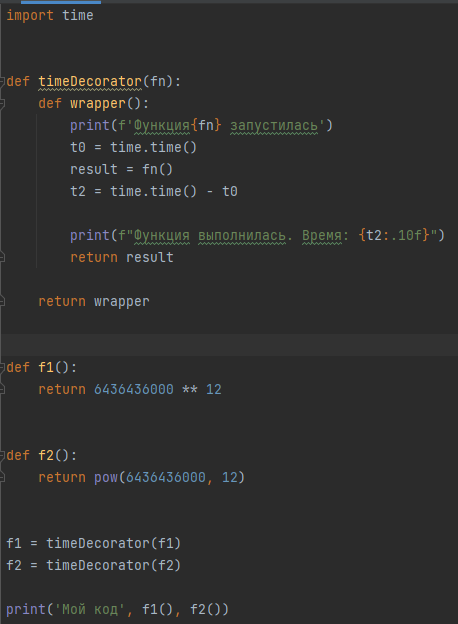 import time
def timeDecorator(fn):
    def wrapper():
        print(f'Функция{fn} запустилась')
        t0 = time.time()
        result = fn()
        t2 = time.time() - t0
        print(f"Функция выполнилась. Время: {t2:.10f}")
        return result
    return wrapper
def f1():
    return 6436436000 ** 12
def f2():
    return pow(6436436000, 12)
f1 = timeDecorator(f1)
f2 = timeDecorator(f2)
print('Мой код', f1(), f2())